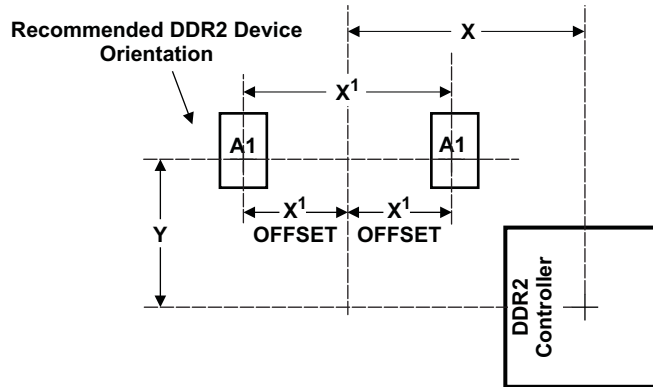 Recommended DDR2 Device
Orientation
X
X¹
A1
A1
X¹
OFFSET
X¹
OFFSET
Y
DDR2
Controller